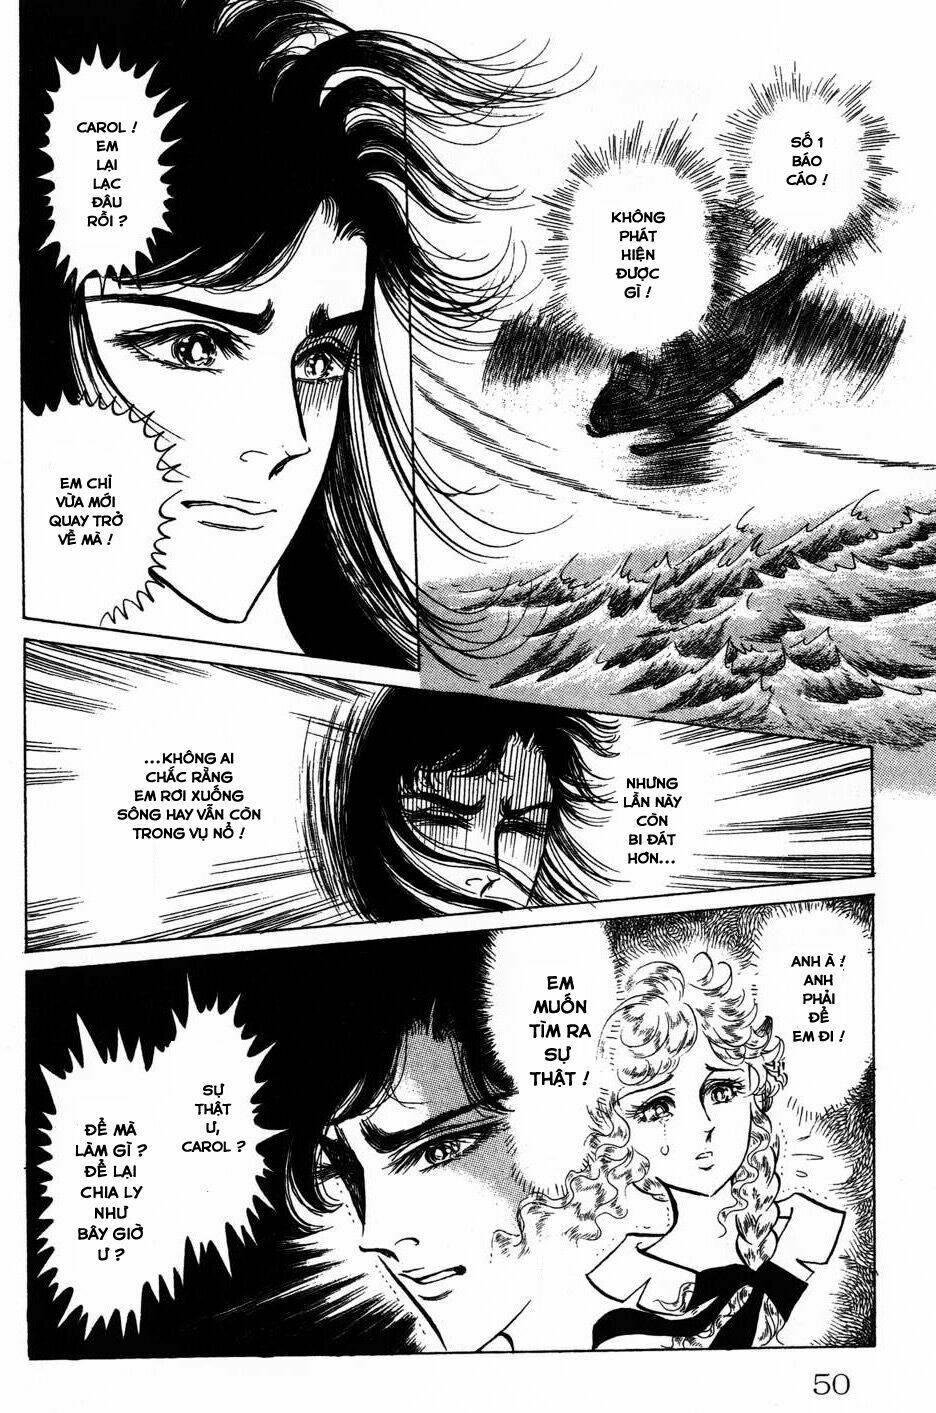 SỐ 1
BÁO
CÁO !
KHÔNG
PHÁT
HIỆN
ĐƯỢC
GÌ !
CAROL !
EM
LẠI
LẠC
ĐÂU
RỒI ?
EM CHỈ
VỪA MỚI
QUAY TRỞ
VỀ MÀ !
NHƯNG
LẦN NÀY
CÒN
BI ĐÁT
HƠN...
...KHÔNG AI
CHẮC RẰNG
EM RƠI XUỐNG
SÔNG HAY VẪN CÒN
TRONG VỤ NỔ !
ANH À !
ANH
PHẢI
ĐỂ
EM ĐI !
EM
MUỐN
TÌM RA
SỰ
THẬT !
SỰ
THẬT
Ư,
CAROL ?
ĐỂ MÀ
LÀM GÌ ?
ĐỂ LẠI
CHIA LY
NHƯ
BÂY GIỜ
Ư ?
50